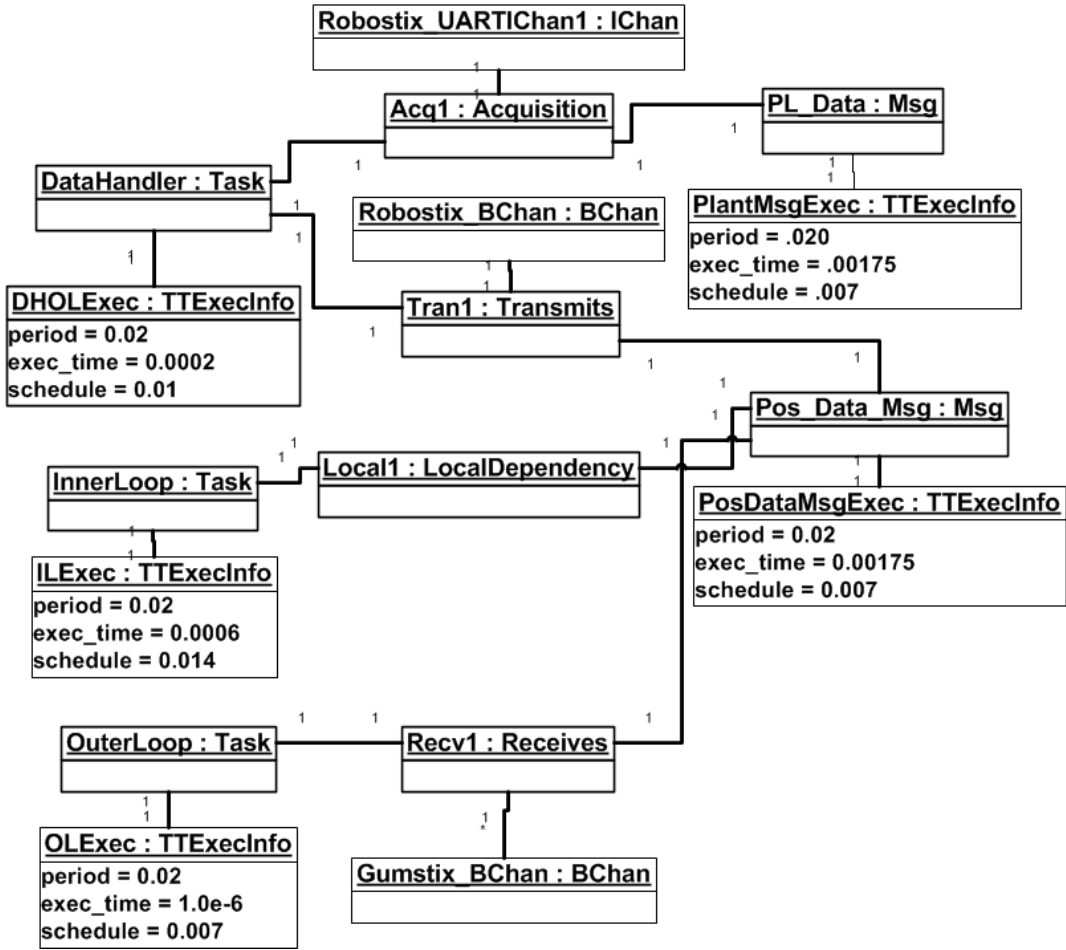 Robostix_UARTIChan1 : IChan
1
1
Acq1 : Acquisition
PL_Data : Msg
1
1
1
1
1
DataHandler : Task
Robostix_BChan : BChan
PlantMsgExec : TTExecInfo
period = .020
exec_time = .00175
schedule = .007
1
1
1
1
1
1
DHOLExec : TTExecInfo
period = 0.02
exec_time = 0.0002
schedule = 0.01
Tran1 : Transmits
1
1
1
1
1
Pos_Data_Msg : Msg
1
1
1
InnerLoop : Task
Local1 : LocalDependency
1
1
PosDataMsgExec : TTExecInfo
period = 0.02
exec_time = 0.00175
schedule = 0.007
1
1
ILExec : TTExecInfo
period = 0.02
exec_time = 0.0006
schedule = 0.014
1
1
1
OuterLoop : Task
Recv1 : Receives
1
1
1
*
OLExec : TTExecInfo
period = 0.02
exec_time = 1.0e-6
schedule = 0.007
Gumstix_BChan : BChan